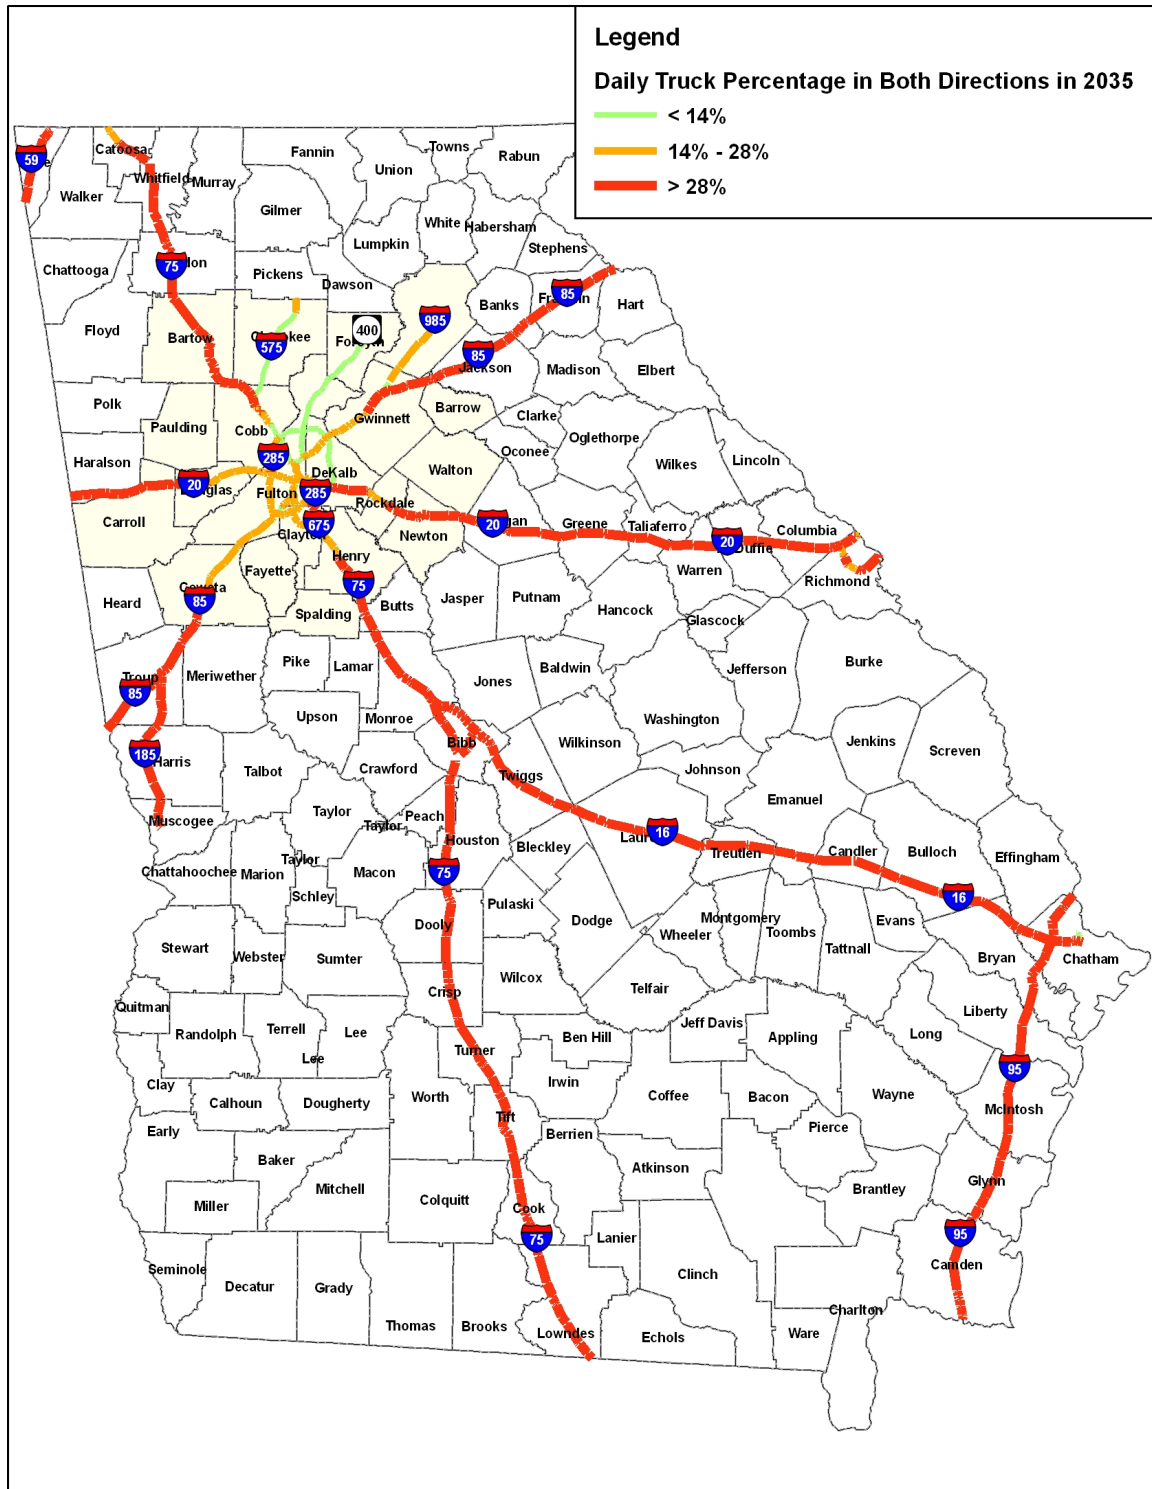 Legend
Daily Truck Percentage in Both Directions in 2035
< 14%
14% - 28%
> 28%
Towns
Rabun
Catoosa
Fannin
Union
59
Whitfield
Murray
Walker
Gilmer
White
Habersham
Lumpkin
Stephens
75
Chattooga
Pickens
Dawson
85
Banks
Hart
Floyd
Bartow
575
400
985
85
Jackson
Madison
Elbert
Polk
Paulding
Cobb
Gwinnett
Barrow
Clarke
Oglethorpe
Oconee
Haralson
285
DeKalb
Walton
Wilkes
Lincoln
20
Fulton
285
Rockdale
Carroll
675
Clayton
Newton
20
Greene
Taliaferro
20
Columbia
Henry
Warren
Richmond
Heard
Coweta
85
Fayette
75
Butts
Jasper
Putnam
Hancock
Glascock
Spalding
Troup
85
Meriwether
Pike
Lamar
Jones
Baldwin
Jefferson
Burke
Upson
Monroe
Washington
185
Harris
Talbot
Crawford
Bibb
Wilkinson
Jenkins
Screven
Twiggs
Johnson
Emanuel
Muscogee
Taylor
Taylor
Peach
Houston
Bleckley
16
Treutlen
Candler
Bulloch
Effingham
Chattahoochee
Marion
Taylor
Macon
75
Schley
Pulaski
16
Dooly
Dodge
Wheeler
Montgomery
Toombs
Evans
Tattnall
Stewart
Webster
Sumter
Wilcox
Bryan
Chatham
Quitman
Crisp
Telfair
Randolph
Terrell
Lee
Lee
Turner
Ben Hill
Jeff Davis
Appling
Long
Liberty
95
Clay
Calhoun
Dougherty
Worth
Irwin
Coffee
Bacon
Wayne
McIntosh
Early
Tift
Berrien
Pierce
Baker
Mitchell
Atkinson
Brantley
Glynn
Miller
Colquitt
Cook
75
Lanier
95
Camden
Seminole
Decatur
Grady
Clinch
Charlton
Thomas
Brooks
Lowndes
Echols
Ware